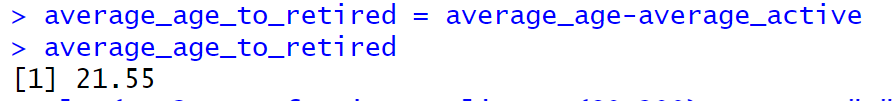 > average_age_to_retired = average_age-average_active
> average_age_to_retired
[1] 21.55